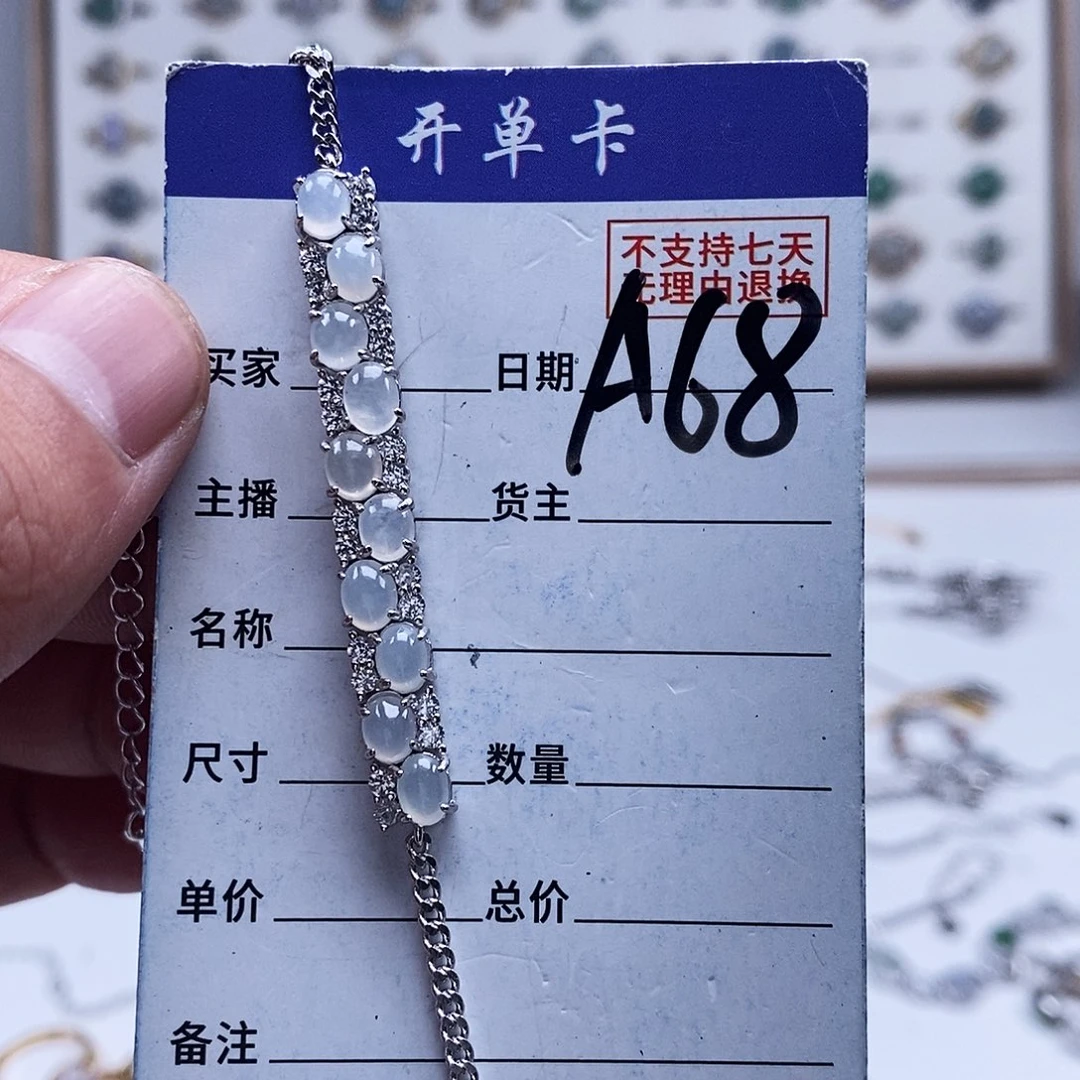 开单卡
不支持七天
无理由退换
A68
买家 日期
主播 货主
名称
尺寸 数量
单价 总价
备注